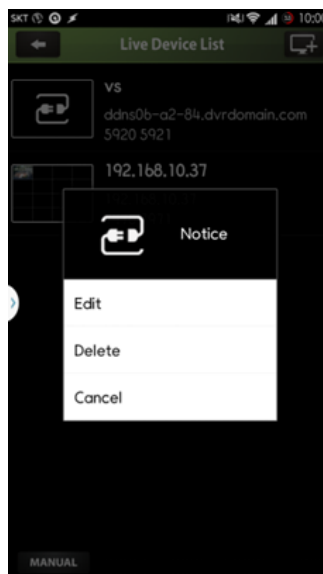 SKT 10:00
Live Device List
vs
ddns0b-a2-84.dvrdomain.com
5920 5921
192.168.10.37
Notice
Edit
Delete
Cancel
MANUAL